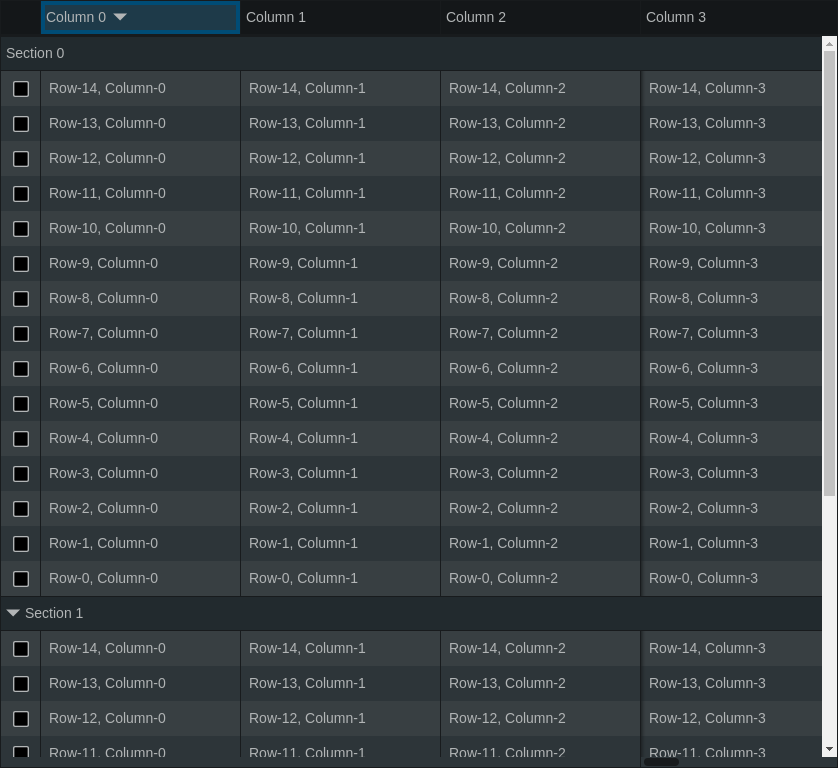 Column 0 Column 1 Column 2 Column 3
Section 0
Row-14, Column-0 Row-14, Column-1 Row-14, Column-2 Row-14, Column-3
Row-13, Column-0 Row-13, Column-1 Row-13, Column-2 Row-13, Column-3
Row-12, Column-0 Row-12, Column-1 Row-12, Column-2 Row-12, Column-3
Row-11, Column-0 Row-11, Column-1 Row-11, Column-2 Row-11, Column-3
Row-10, Column-0 Row-10, Column-1 Row-10, Column-2 Row-10, Column-3
Row-9, Column-0 Row-9, Column-1 Row-9, Column-2 Row-9, Column-3
Row-8, Column-0 Row-8, Column-1 Row-8, Column-2 Row-8, Column-3
Row-7, Column-0 Row-7, Column-1 Row-7, Column-2 Row-7, Column-3
Row-6, Column-0 Row-6, Column-1 Row-6, Column-2 Row-6, Column-3
Row-5, Column-0 Row-5, Column-1 Row-5, Column-2 Row-5, Column-3
Row-4, Column-0 Row-4, Column-1 Row-4, Column-2 Row-4, Column-3
Row-3, Column-0 Row-3, Column-1 Row-3, Column-2 Row-3, Column-3
Row-2, Column-0 Row-2, Column-1 Row-2, Column-2 Row-2, Column-3
Row-1, Column-0 Row-1, Column-1 Row-1, Column-2 Row-1, Column-3
Row-0, Column-0 Row-0, Column-1 Row-0, Column-2 Row-0, Column-3
Section 1
Row-14, Column-0 Row-14, Column-1 Row-14, Column-2 Row-14, Column-3
Row-13, Column-0 Row-13, Column-1 Row-13, Column-2 Row-13, Column-3
Row-12, Column-0 Row-12, Column-1 Row-12, Column-2 Row-12, Column-3
Row-11, Column-0 Row-11, Column-1 Row-11, Column-2 Row-11, Column-3